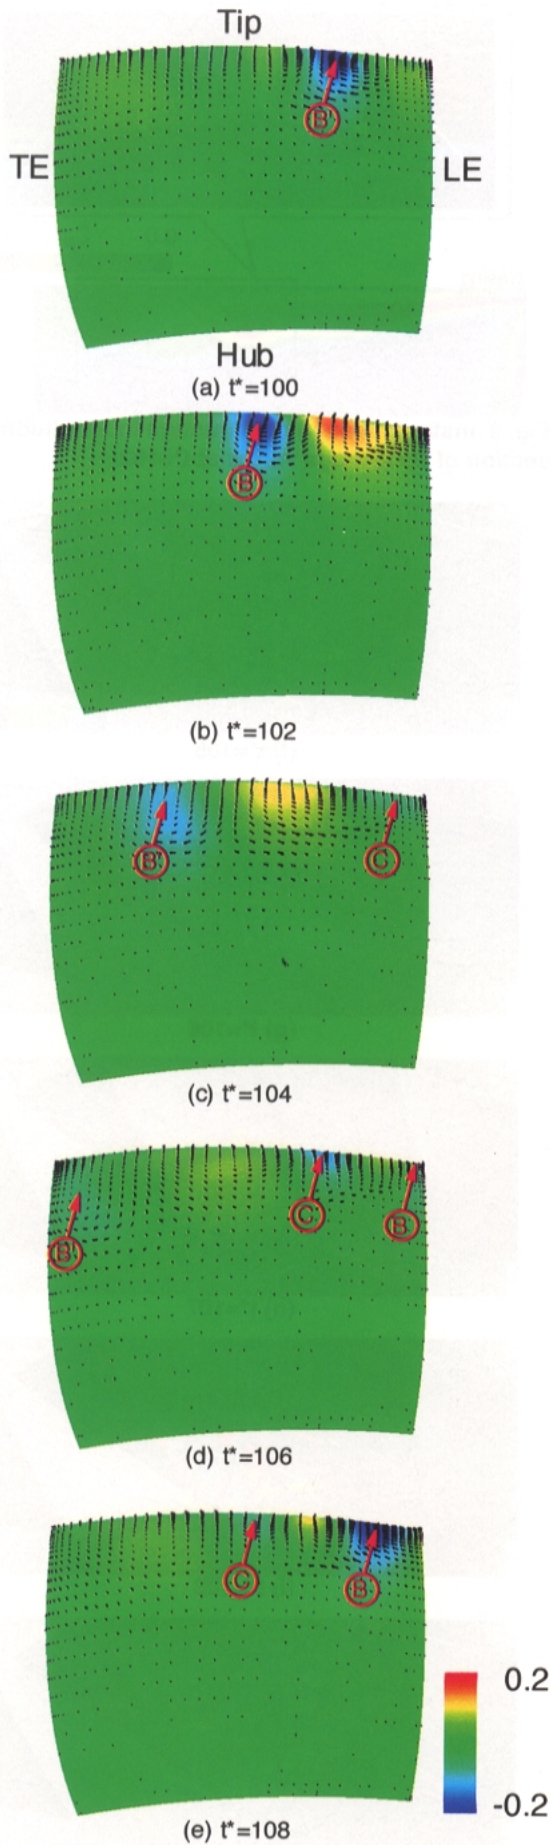 Tip
B'
TE
LE
Hub
(a) t*=100
B'
(b) t*=102
B'
C
(c) t*=104
B'
C
B
(d) t*=106
C
B
0.2
-0.2
(e) t*=108